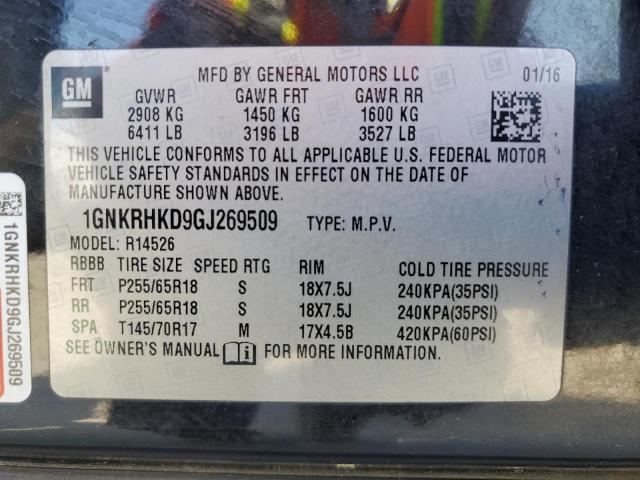 GM
MFD BY GENERAL MOTORS LLC 01/16
GVWR GAWR FRT GAWR RR
2908 KG 1450 KG 1600 KG
6411 LB 3196 LB 3527 LB
THIS VEHICLE CONFORMS TO ALL APPLICABLE U.S. FEDERAL MOTOR
VEHICLE SAFETY STANDARDS IN EFFECT ON THE DATE OF
MANUFACTURE SHOWN ABOVE.
1GNKRHKD9GJ269509 TYPE: M.P.V.
MODEL: R14526
RBBB TIRE SIZE SPEED RTG RIM COLD TIRE PRESSURE
FRT P255/65R18 S 18X7.5J 240KPA(35PSI)
RR P255/65R18 S 18X7.5J 240KPA(35PSI)
SPA T145/70R17 M 17X4.5B 420KPA(60PSI)
SEE OWNER'S MANUAL FOR MORE INFORMATION.
1GNKRHKD9GJ269509